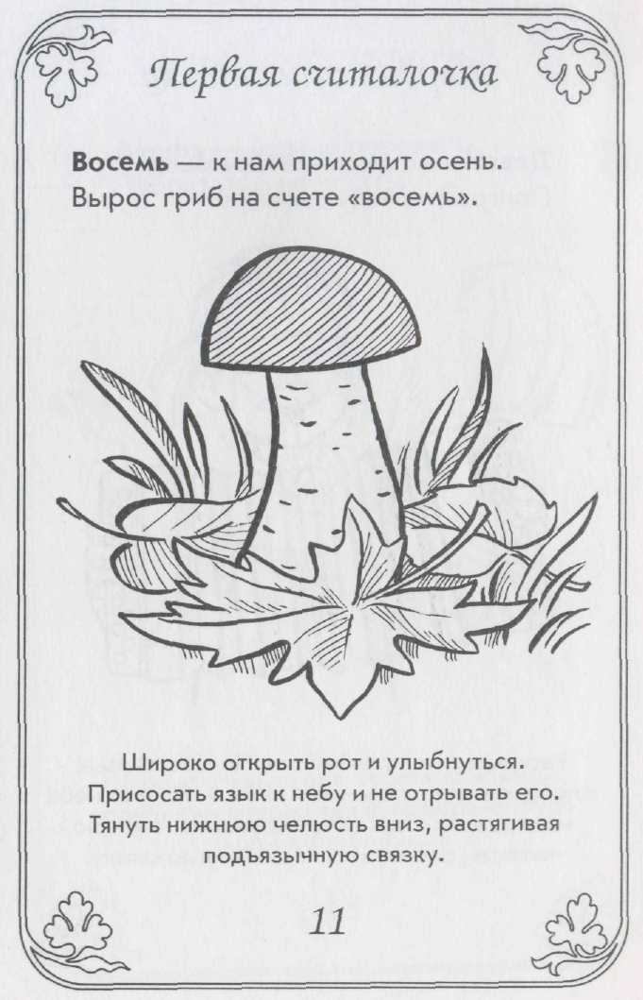 Первая считалочка
Восемь — к нам приходит осень.
Вырос гриб на счете «восемь».
Широко открыть рот и улыбнуться.
Присосать язык к небу и не отрывать его.
Тянуть нижнюю челюсть вниз, растягивая
подъязычную связку.
11